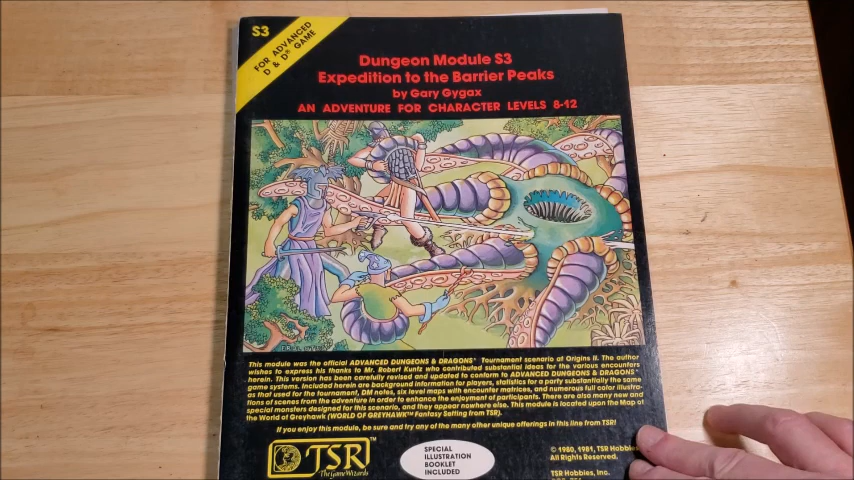 S3
FOR ADVANCED
D & D® GAME
Dungeon Module S3
Expedition to the Barrier Peaks
by Gary Gygax
AN ADVENTURE FOR CHARACTER LEVELS 8-12
This module was the official ADVANCED DUNGEONS & DRAGONS® Tournament scenario at Origins II. The author
wishes to express his thanks to Mr. Robert Kuntz who contributed substantial ideas for the various encounters
herein. This version has been carefully revised and updated to conform to ADVANCED DUNGEONS & DRAGONS®
game systems. Included herein are background information for players, statistics for a party substantially the same
as that used for the tournament, DM notes, six level maps with encounter matrices, and numerous full color illustra-
tions of scenes from the adventure in order to enhance the enjoyment of participants. There are also many new and
special monsters designed for this scenario, and they appear nowhere else. This module is located upon the Map of
the World of Greyhawk (WORLD OF GREYHAWK™ Fantasy Setting from TSR).
If you enjoy this module, be sure and try any of the many other unique offerings in this line from TSR!
TSR™
The Game Wizards
SPECIAL
ILLUSTRATION
BOOKLET
INCLUDED
© 1980, 1981, TSR Hobbies
All Rights Reserved.
TSR Hobbies, Inc.